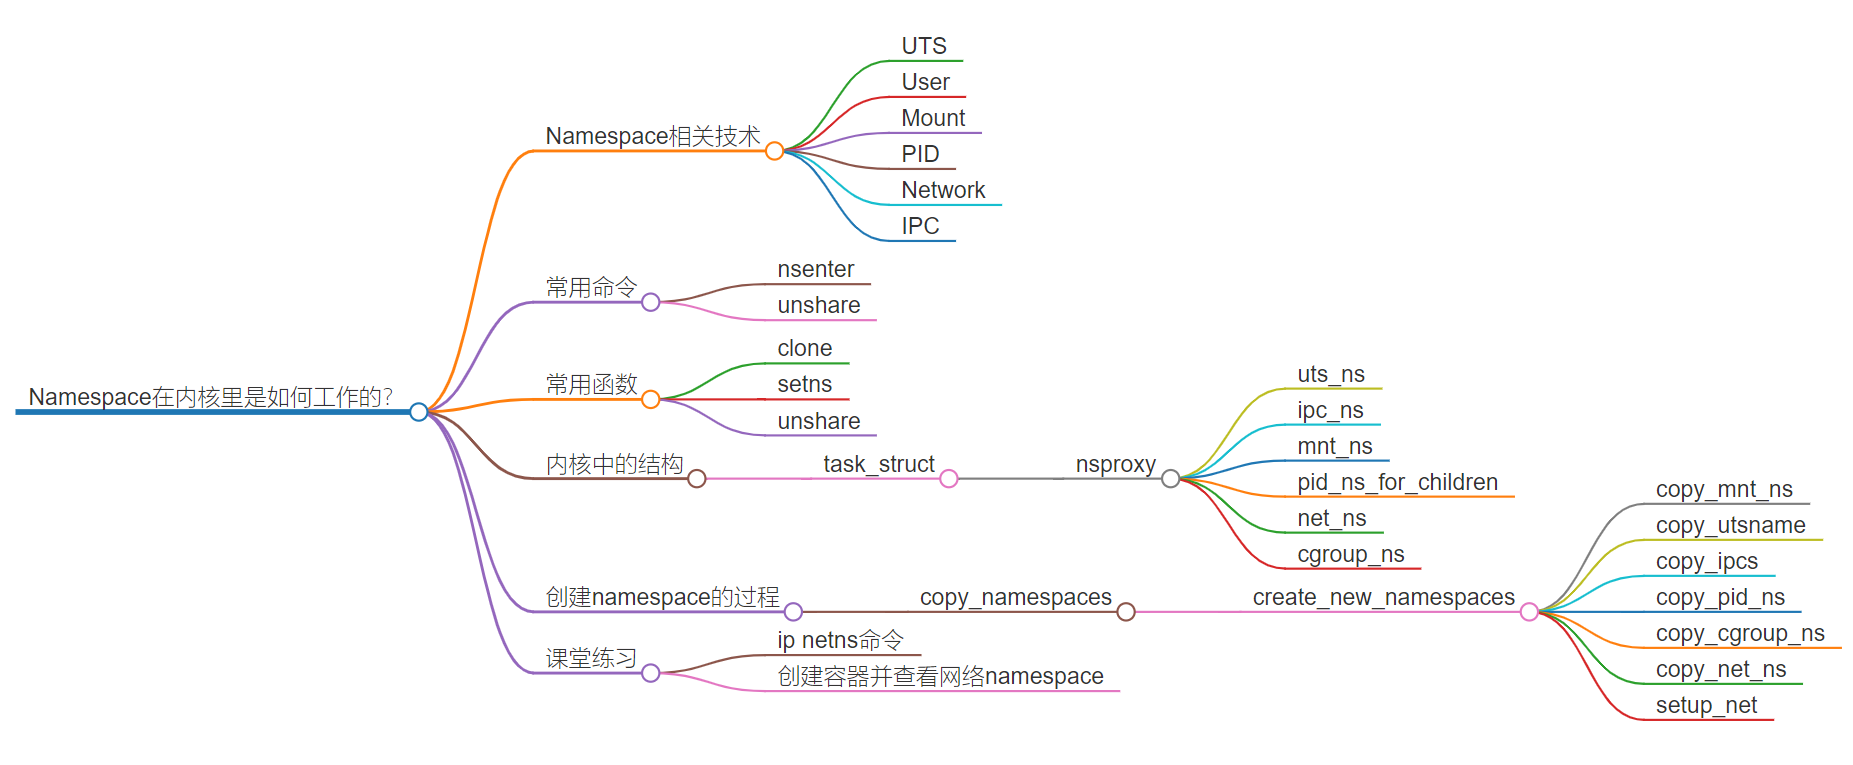 Namespace在内核里是如何工作的?
Namespace相关技术
UTS
User
Mount
PID
Network
IPC
常用命令
nsenter
unshare
常用函数
clone
setns
unshare
内核中的结构
task_struct
nsproxy
uts_ns
ipc_ns
mnt_ns
pid_ns_for_children
net_ns
cgroup_ns
创建namespace的过程
copy_namespaces
create_new_namespaces
copy_mnt_ns
copy_utsname
copy_ipcs
copy_pid_ns
copy_cgroup_ns
copy_net_ns
setup_net
课堂练习
ip netns命令
创建容器并查看网络namespace